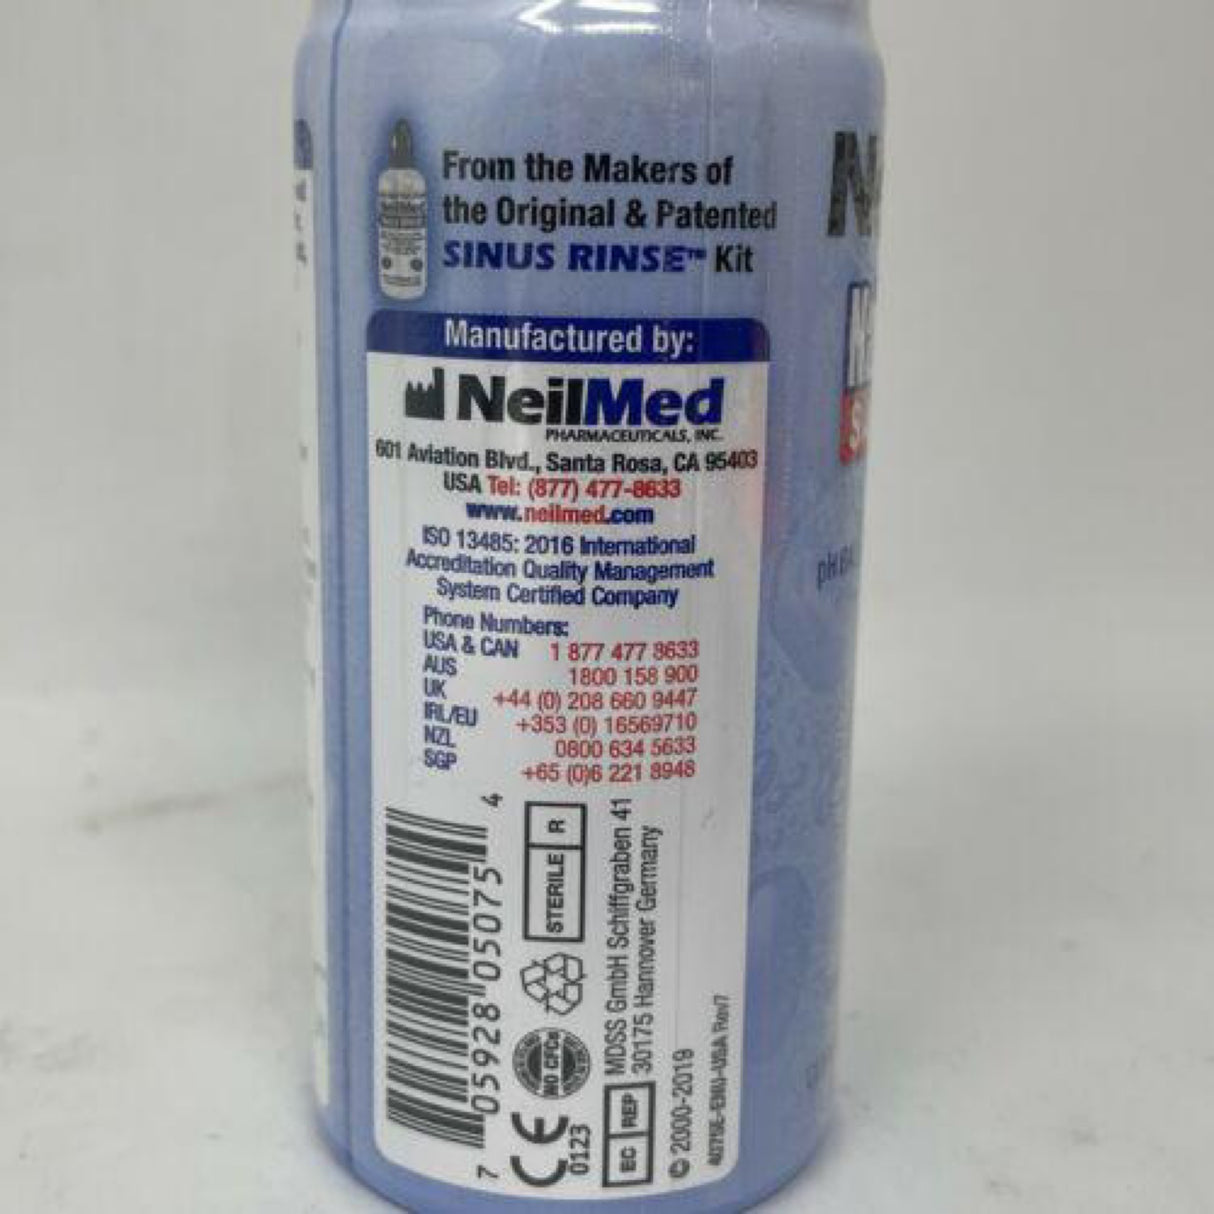 From the Makers of
the Original & Patented
SINUS RINSE™ Kit
Manufactured by:
NeilMed
PHARMACEUTICALS, INC.
601 Aviation Blvd., Santa Rosa, CA 95403
USA Tel: (877) 477-8633
www.neilmed.com
ISO 13485: 2016 International
Accreditation Quality Management
System Certified Company
Phone Numbers:
USA & CAN 1 877 477 8633
AUS 1800 158 900
UK +44 (0) 208 660 9447
IRL/EU +353 (0) 16569710
NZL 0800 634 5633
SGP +65 (0)6 221 8948
7 05928 05075 4
STERILE R
NO CFCs
CE
0123
EC REP
MDSS GmbH Schiffgraben 41
30175 Hannover Germany
© 2000-2019